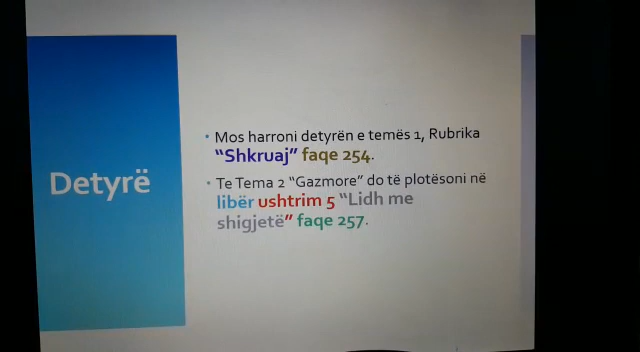 Detyrë
Mos harroni detyrën e temës 1, Rubrika
“Shkruaj” faqe 254.
Te Tema 2 “Gazmore” do të plotësoni në
libër ushtrim 5 “Lidh me
shigjetë” faqe 257.